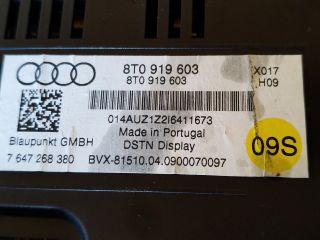 8T0 919 603
8T0 919 603
X017
H09
014AUZ1Z2I6411673
Made in Portugal
DSTN Display
Blaupunkt GMBH
7 647 268 380
BVX-81510.04.0900070097
09S